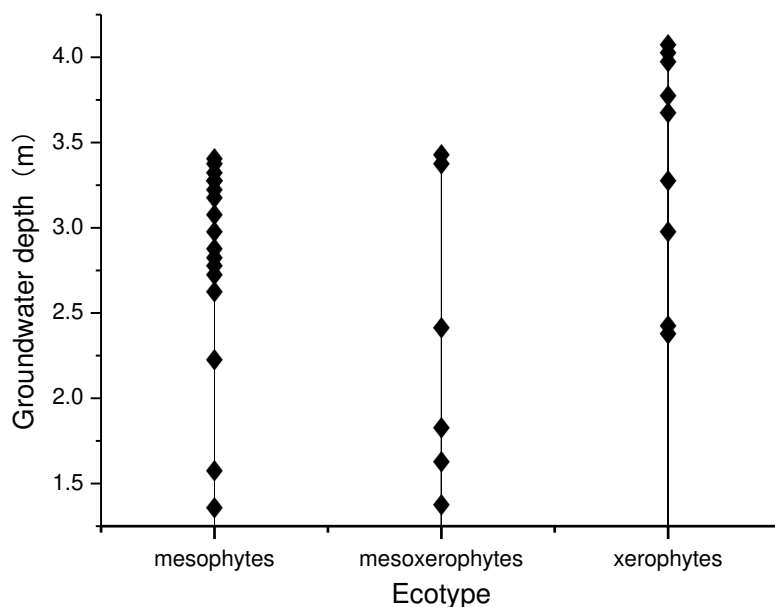 4.0
3.5
3.0
2.5
2.0
1.5
Groundwater depth（m）
mesophytes mesoxerophytes xerophytes
Ecotype